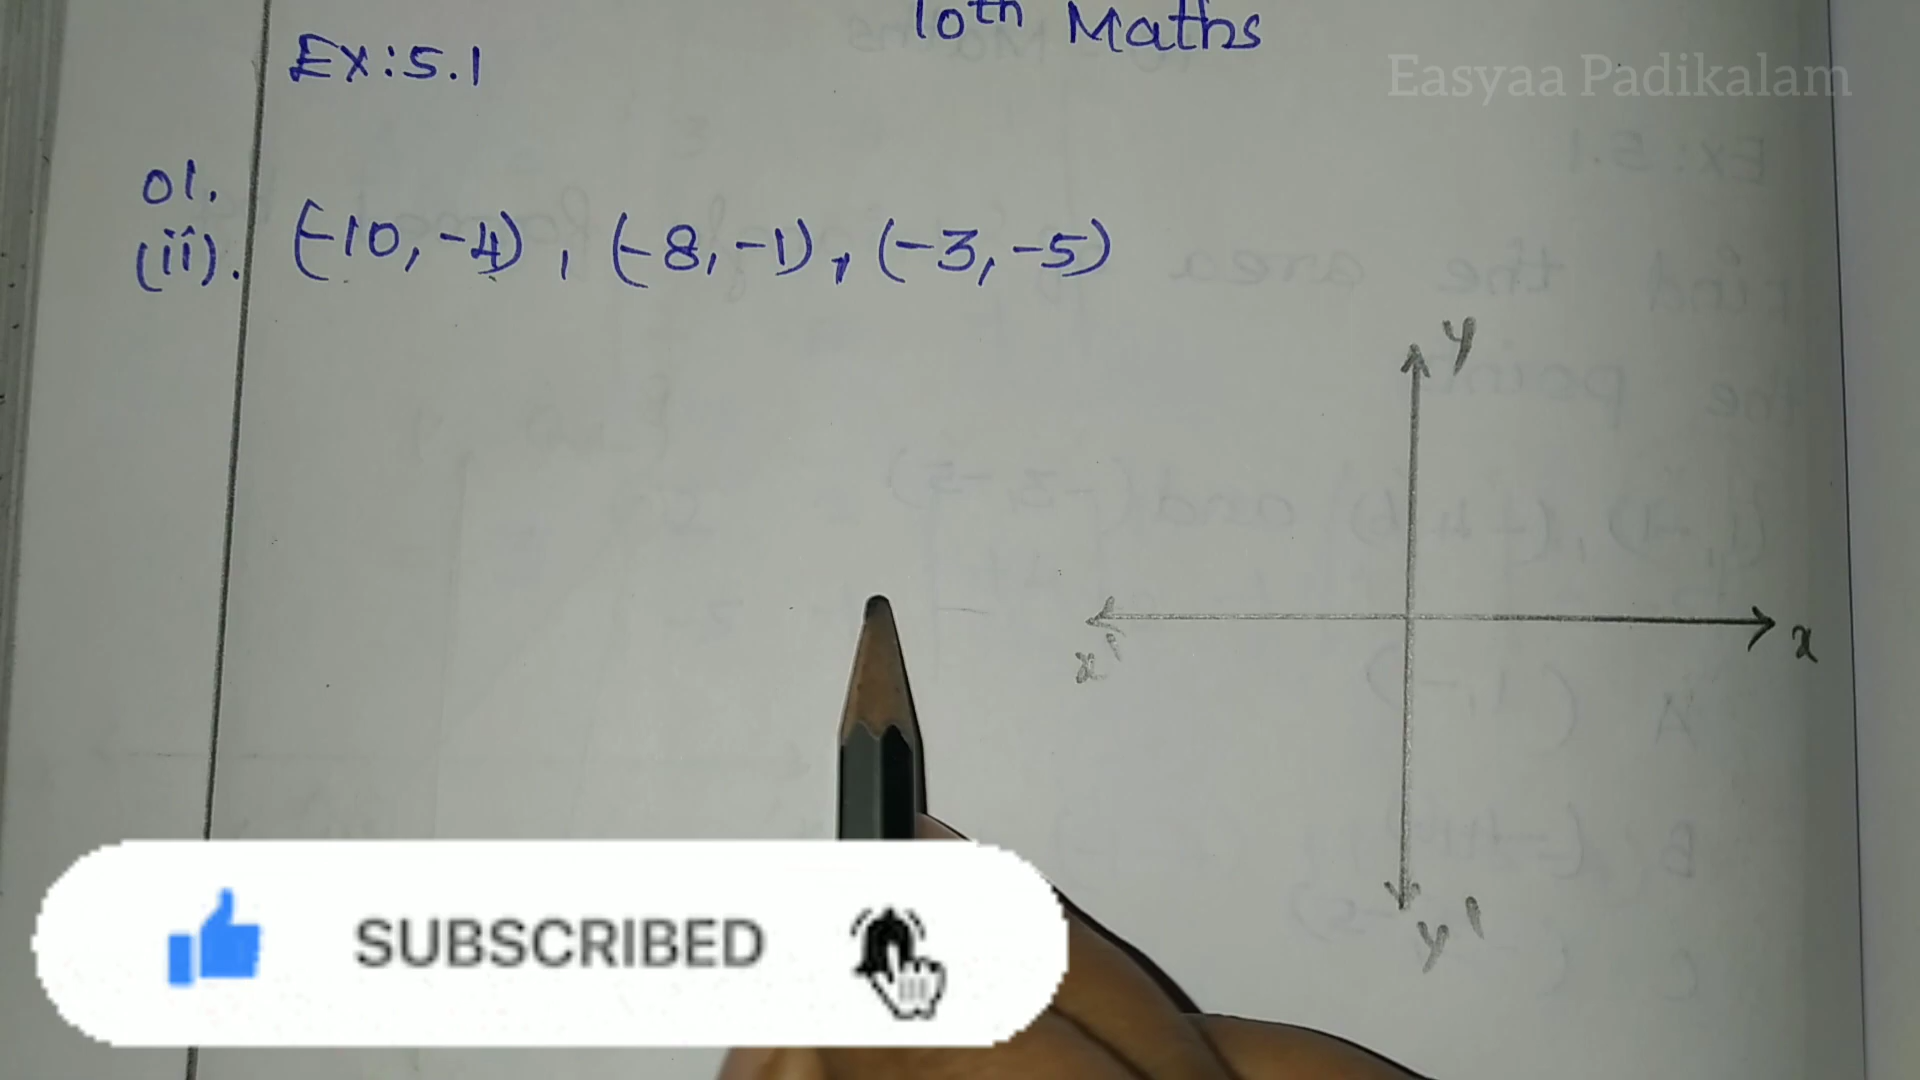 10th Maths
Easyaa Padikalam
Ex:5.1
01.
(ii). (-10, -4), (-8, -1), (-3, -5)
y
x' x
y'
SUBSCRIBED